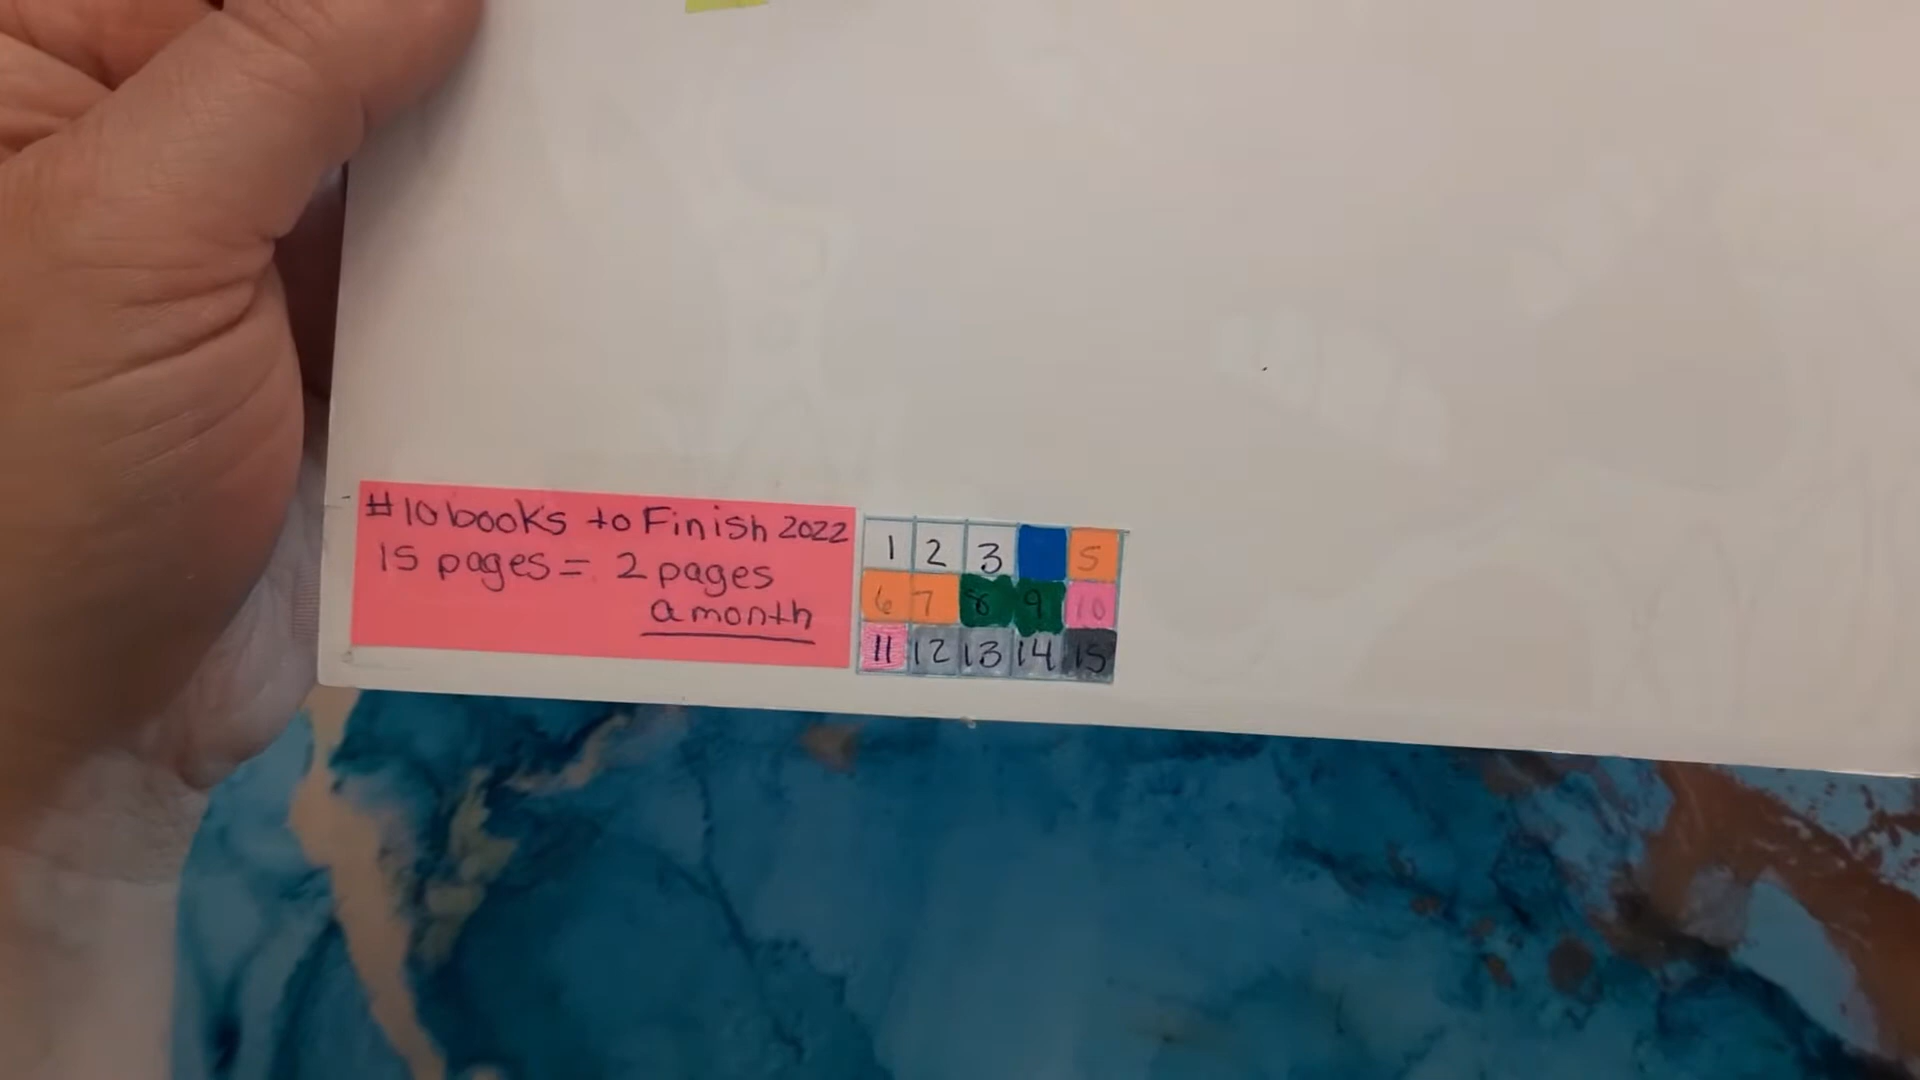 #10 books to Finish 2022
15 pages = 2 pages
a month
1 2 3 5
6 7 8 9 10
11 12 13 14 15